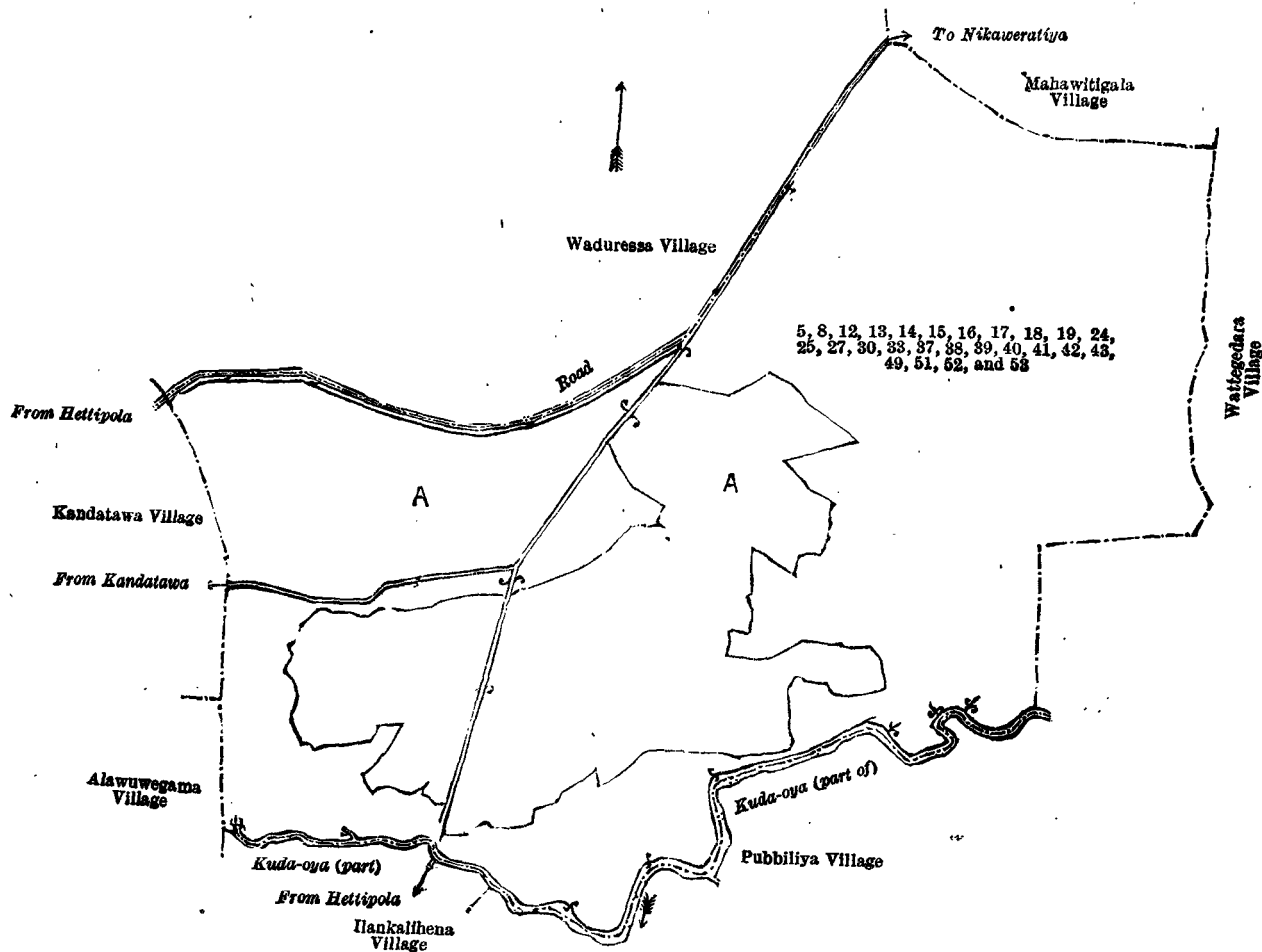 To Nikaweratiya
Mahawitigala
Village
Waduressa Village
5, 8, 12, 13, 14, 15, 16, 17, 18, 19, 24,
25, 27, 30, 33, 37, 38, 39, 40, 41, 42, 43,
49, 51, 52, and 53
Wattegedara
Village
Road
From Hettipola
A
A
Kandatawa Village
From Kandatawa
Alawuwegama
Village
Kuda-oya (part of)
Kuda-oya (part)
Pubbiliya Village
From Hettipola
Ilankalihena
Village